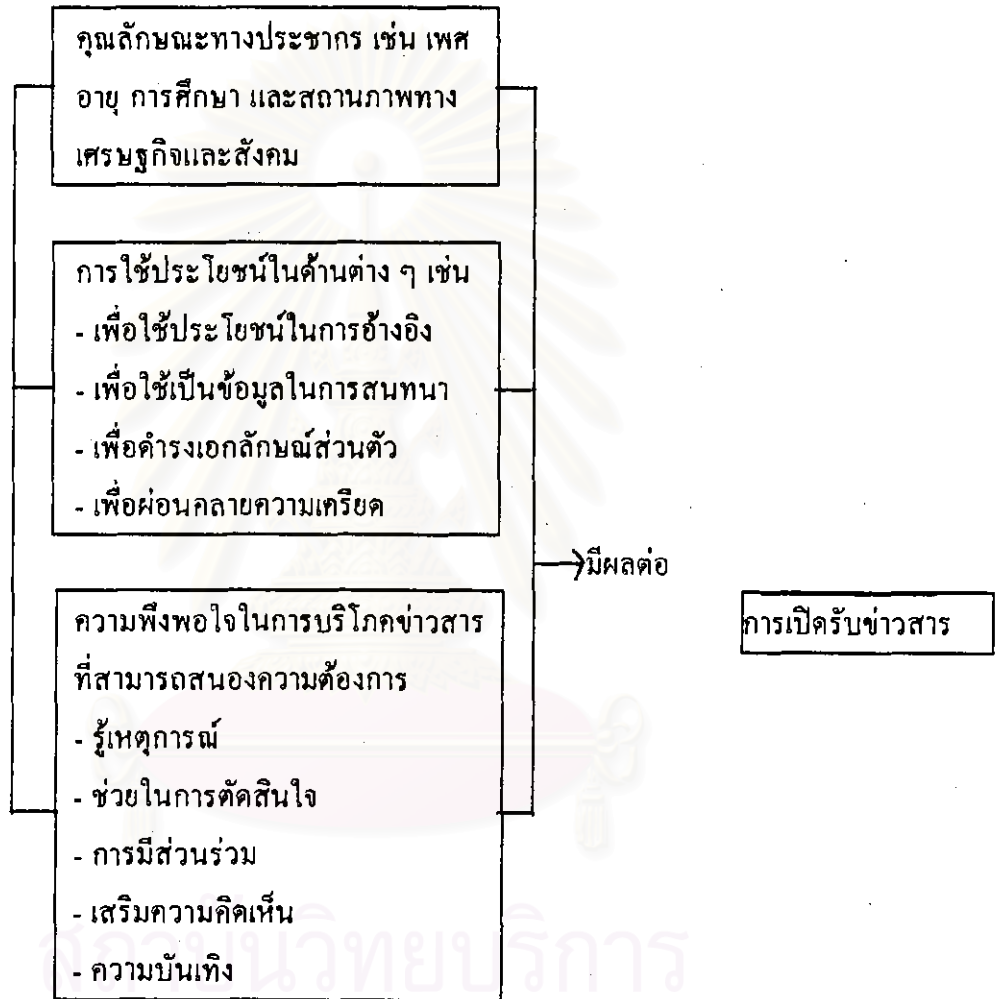 คุณลักษณะทางประชากร เช่น เพศ
อายุ การศึกษา และสถานภาพทาง
เศรษฐกิจและสังคม
การใช้ประโยชน์ในด้านต่าง ๆ เช่น
- เพื่อใช้ประโยชน์ในการอ้างอิง
- เพื่อใช้เป็นข้อมูลในการสนทนา
- เพื่อดำรงเอกลักษณ์ส่วนตัว
- เพื่อผ่อนคลายความเครียด
มีผลต่อ
ความพึงพอใจในการบริโภคข่าวสาร
ที่สามารถสนองความต้องการ
- รู้เหตุการณ์
- ช่วยในการตัดสินใจ
- การมีส่วนร่วม
- เสริมความคิดเห็น
- ความบันเทิง
การเปิดรับข่าวสาร
สถาบันวิทยบริการ